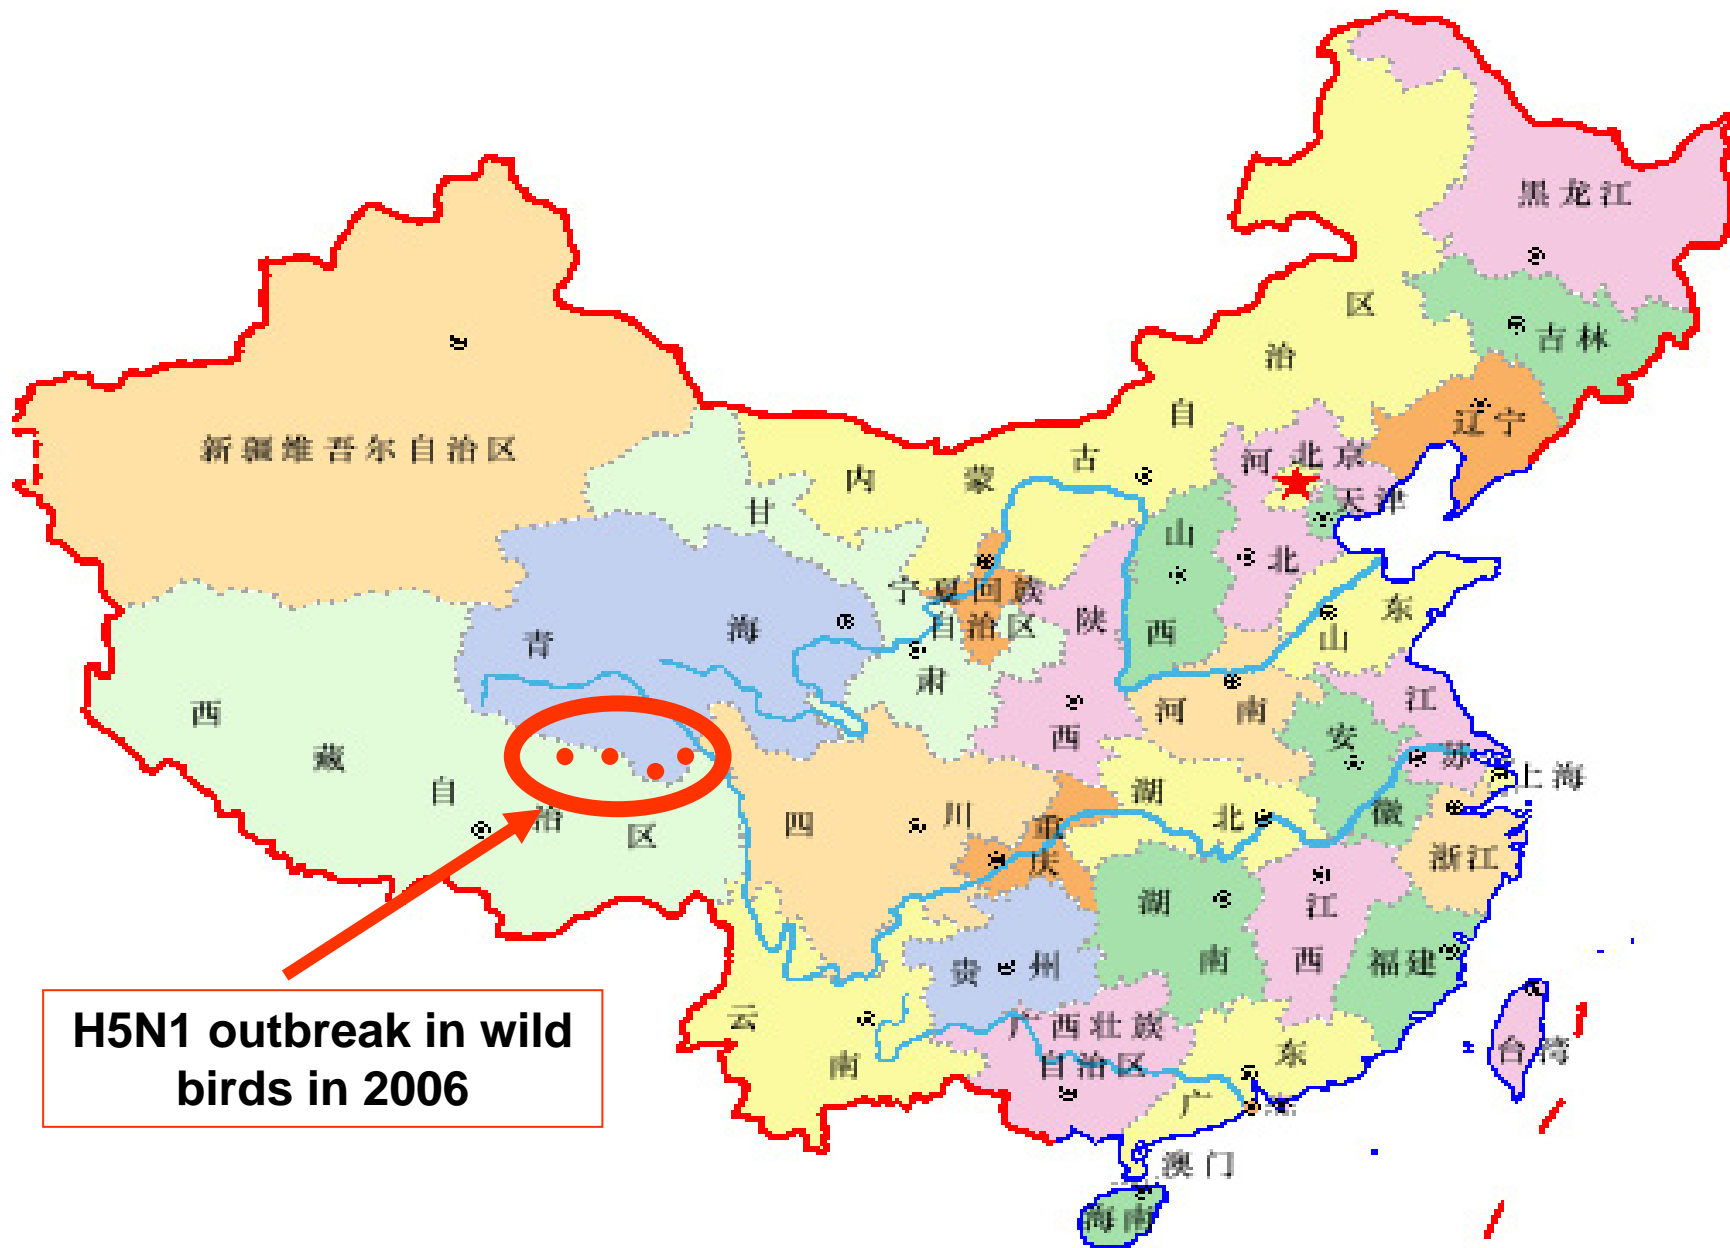 黑龙江
吉林
辽宁
内蒙古自治区
新疆维吾尔自治区
甘肃
北京
天津
河北
山西
山东
宁夏回族
自治区
青海
陕西
河南
江苏
安徽
上海
西藏自治区
四川
重庆
湖北
浙江
湖南
江西
福建
贵州
云南
广西壮族
自治区
广东
台湾
澳门
海南
H5N1 outbreak in wild
birds in 2006